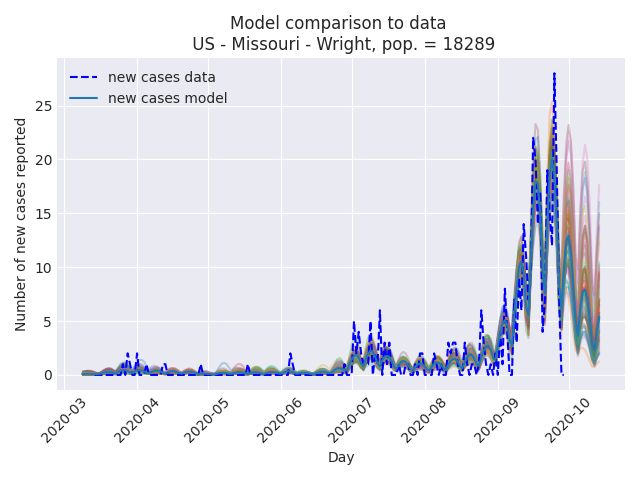 Model comparison to data
US - Missouri - Wright, pop. = 18289
new cases data
new cases model
Number of new cases reported
25
20
15
10
5
0
2020-03
2020-04
2020-05
2020-06
2020-07
2020-08
2020-09
2020-10
Day